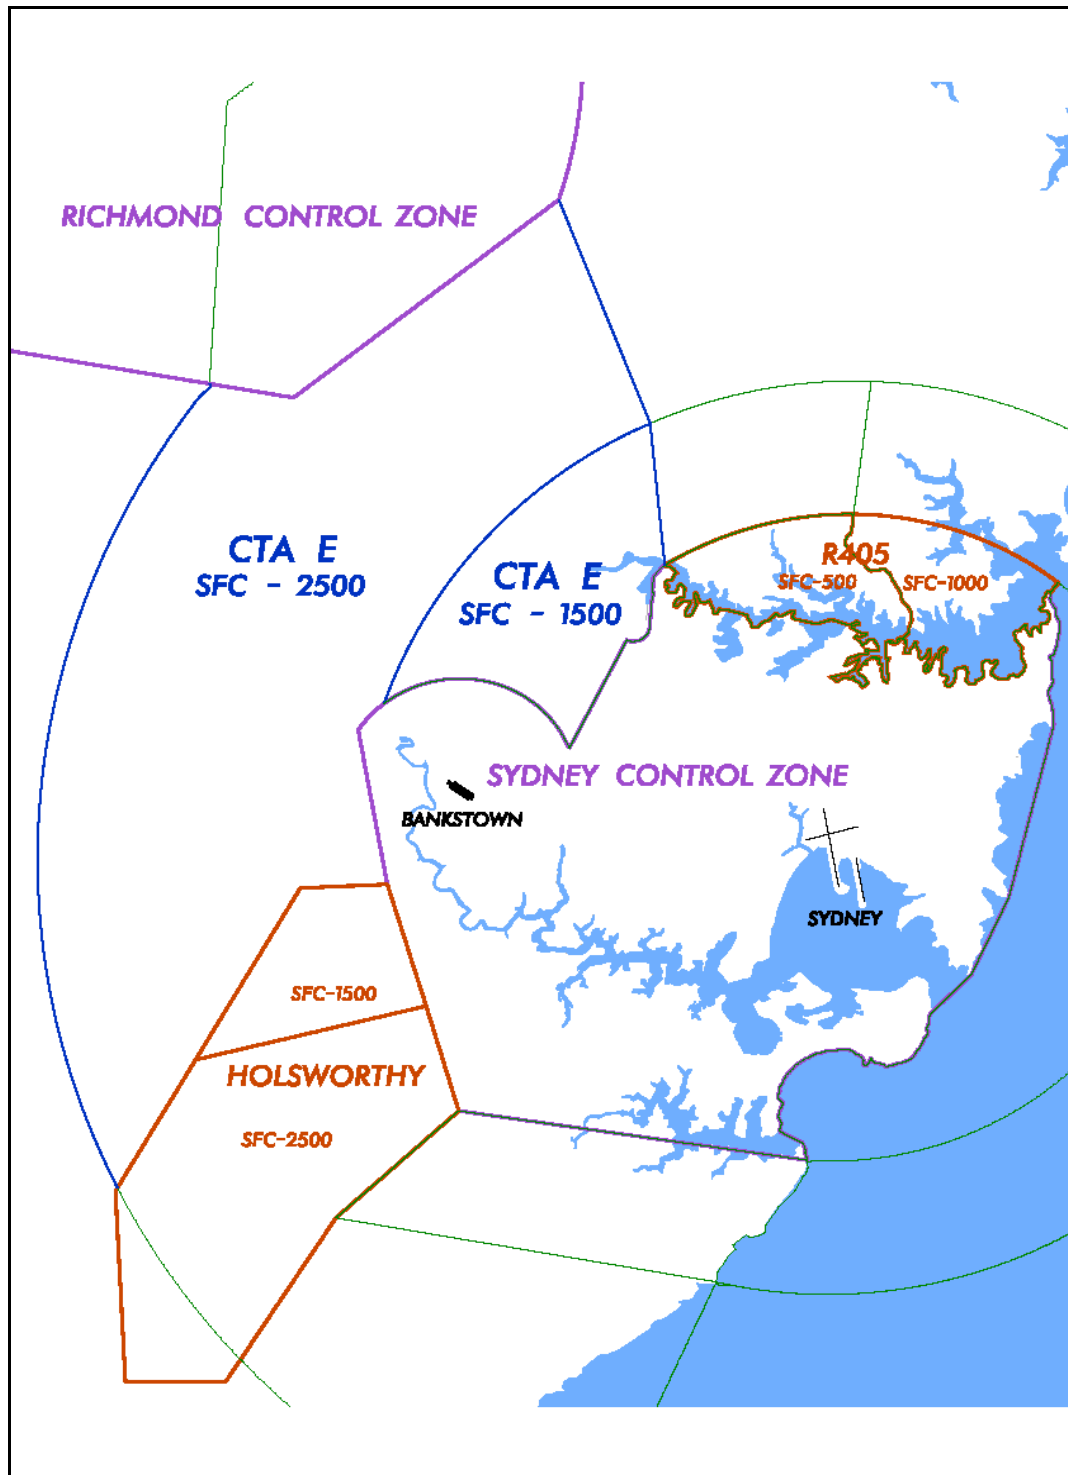 RICHMOND CONTROL ZONE
CTA E
SFC - 2500
CTA E
SFC - 1500
R405
SFC-500
SFC-1000
SYDNEY CONTROL ZONE
BANKSTOWN
SYDNEY
SFC-1500
HOLSWORTHY
SFC-2500